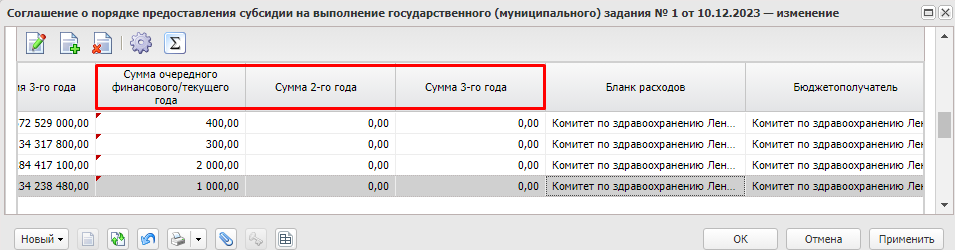 Соглашение о порядке предоставления субсидии на выполнение государственного (муниципального) задания № 1 от 10.12.2023 — изменение
Σ
ия 3-го года Сумма очередного финансового/текущего года Сумма 2-го года Сумма 3-го года Бланк расходов Бюджетополучатель
472 529 000,00 400,00 0,00 0,00 Комитет по здравоохранению Лен... Комитет по здравоохранению Лен
34 317 800,00 300,00 0,00 0,00 Комитет по здравоохранению Лен... Комитет по здравоохранению Лен
84 417 100,00 2 000,00 0,00 0,00 Комитет по здравоохранению Лен... Комитет по здравоохранению Лен
34 238 480,00 1 000,00 0,00 0,00 Комитет по здравоохранению Лен... Комитет по здравоохранению Лен
Новый ОК Отмена Применить